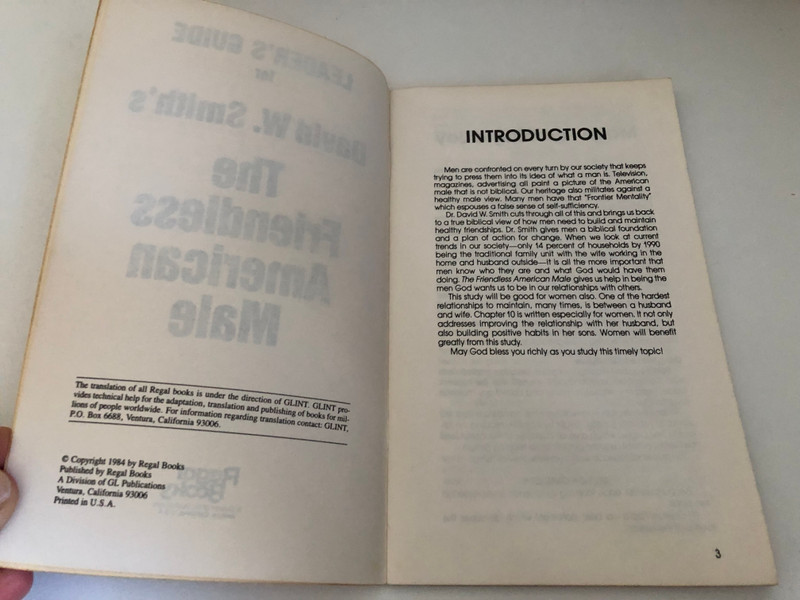 LEADER'S GUIDE
for
David W. Smith's
The
Friendless
American
Male
The translation of all Regal books is under the direction of GLINT. GLINT pro-
vides technical help for the adaptation, translation and publishing of books for mil-
lions of people worldwide. For information regarding translation contact: GLINT,
P.O. Box 6688, Ventura, California 93006.
© Copyright 1984 by Regal Books
Published by Regal Books
A Division of GL Publications
Ventura, California 93006
Printed in U.S.A.
Regal
Books
INTRODUCTION
Men are confronted on every turn by our society that keeps
trying to press them into its idea of what a man is. Television,
magazines, advertising all paint a picture of the American
male that is not biblical. Our heritage also militates against a
healthy male view. Many men have that "Frontier Mentality"
which espouses a false sense of self-sufficiency.
Dr. David W. Smith cuts through all of this and brings us back
to a true biblical view of how men need to build and maintain
healthy friendships. Dr. Smith gives men a biblical foundation
and a plan of action for change. When we look at current
trends in our society—only 14 percent of households by 1990
being the traditional family unit with the wife working in the
home and husband outside—it is all the more important that
men know who they are and what God would have them
doing. The Friendless American Male gives us help in being the
men God wants us to be in our relationships with others.
This study will be good for women also. One of the hardest
relationships to maintain, many times, is between a husband
and wife. Chapter 10 is written especially for women. It not only
addresses improving the relationship with her husband, but
also building positive habits in her sons. Women will benefit
greatly from this study.
May God bless you richly as you study this timely topic!
3